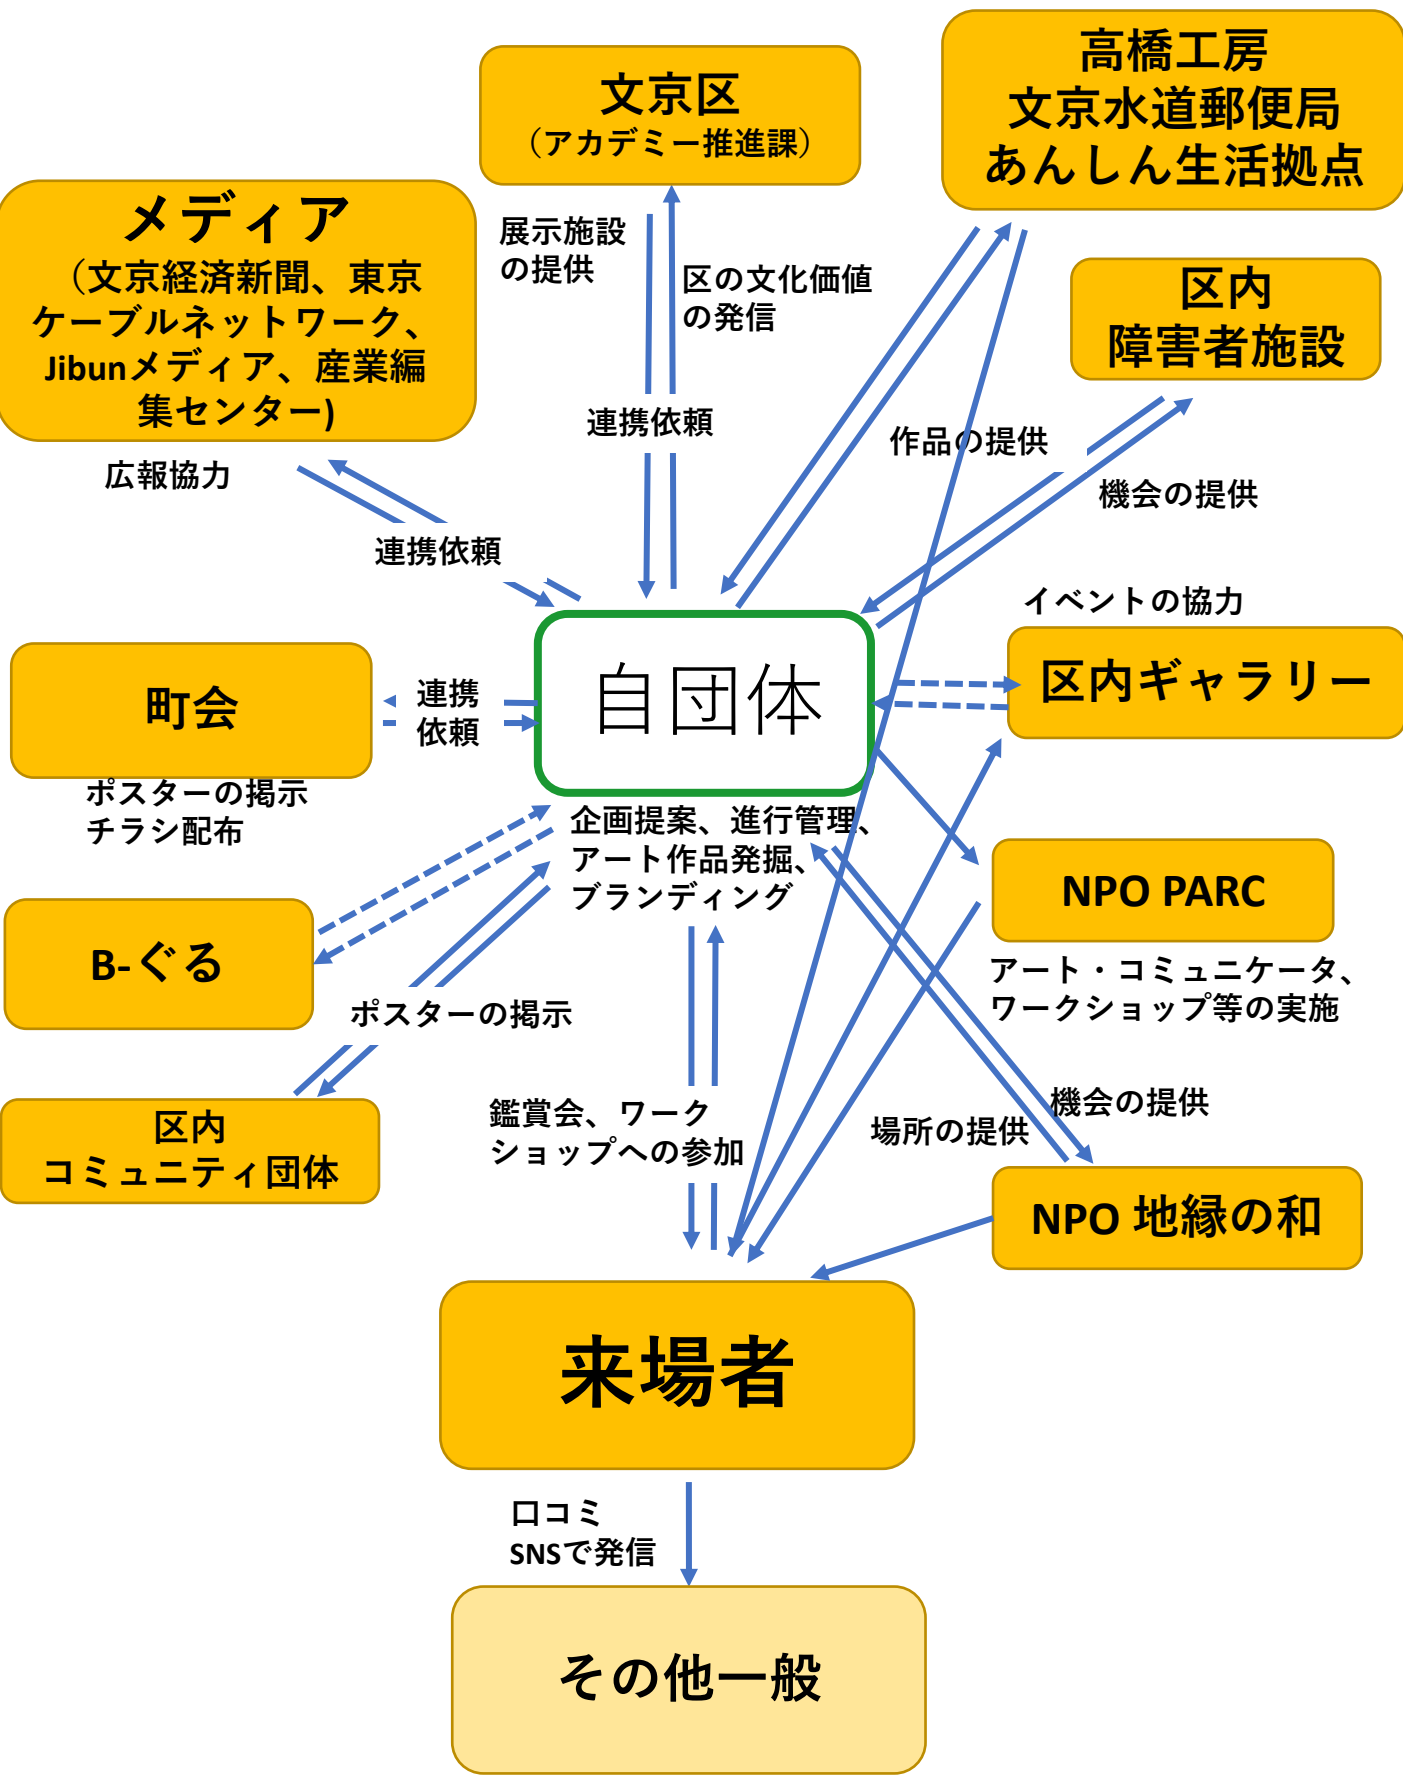 高橋工房
文京水道郵便局
あんしん生活拠点
文京区
（アカデミー推進課）
メディア
（文京経済新聞、東京
ケーブルネットワーク、
Jibunメディア、産業編
集センター)
展示施設
の提供
区の文化価値
の発信
区内
障害者施設
連携依頼
作品の提供
広報協力
機会の提供
連携依頼
イベントの協力
自団体
区内ギャラリー
町会
連携
依頼
ポスターの掲示
チラシ配布
企画提案、進行管理、
アート作品発掘、
ブランディング
NPO PARC
B-ぐる
アート・コミュニケータ、
ワークショップ等の実施
ポスターの掲示
機会の提供
鑑賞会、ワーク
ショップへの参加
場所の提供
区内
コミュニティ団体
NPO 地縁の和
来場者
口コミ
SNSで発信
その他一般